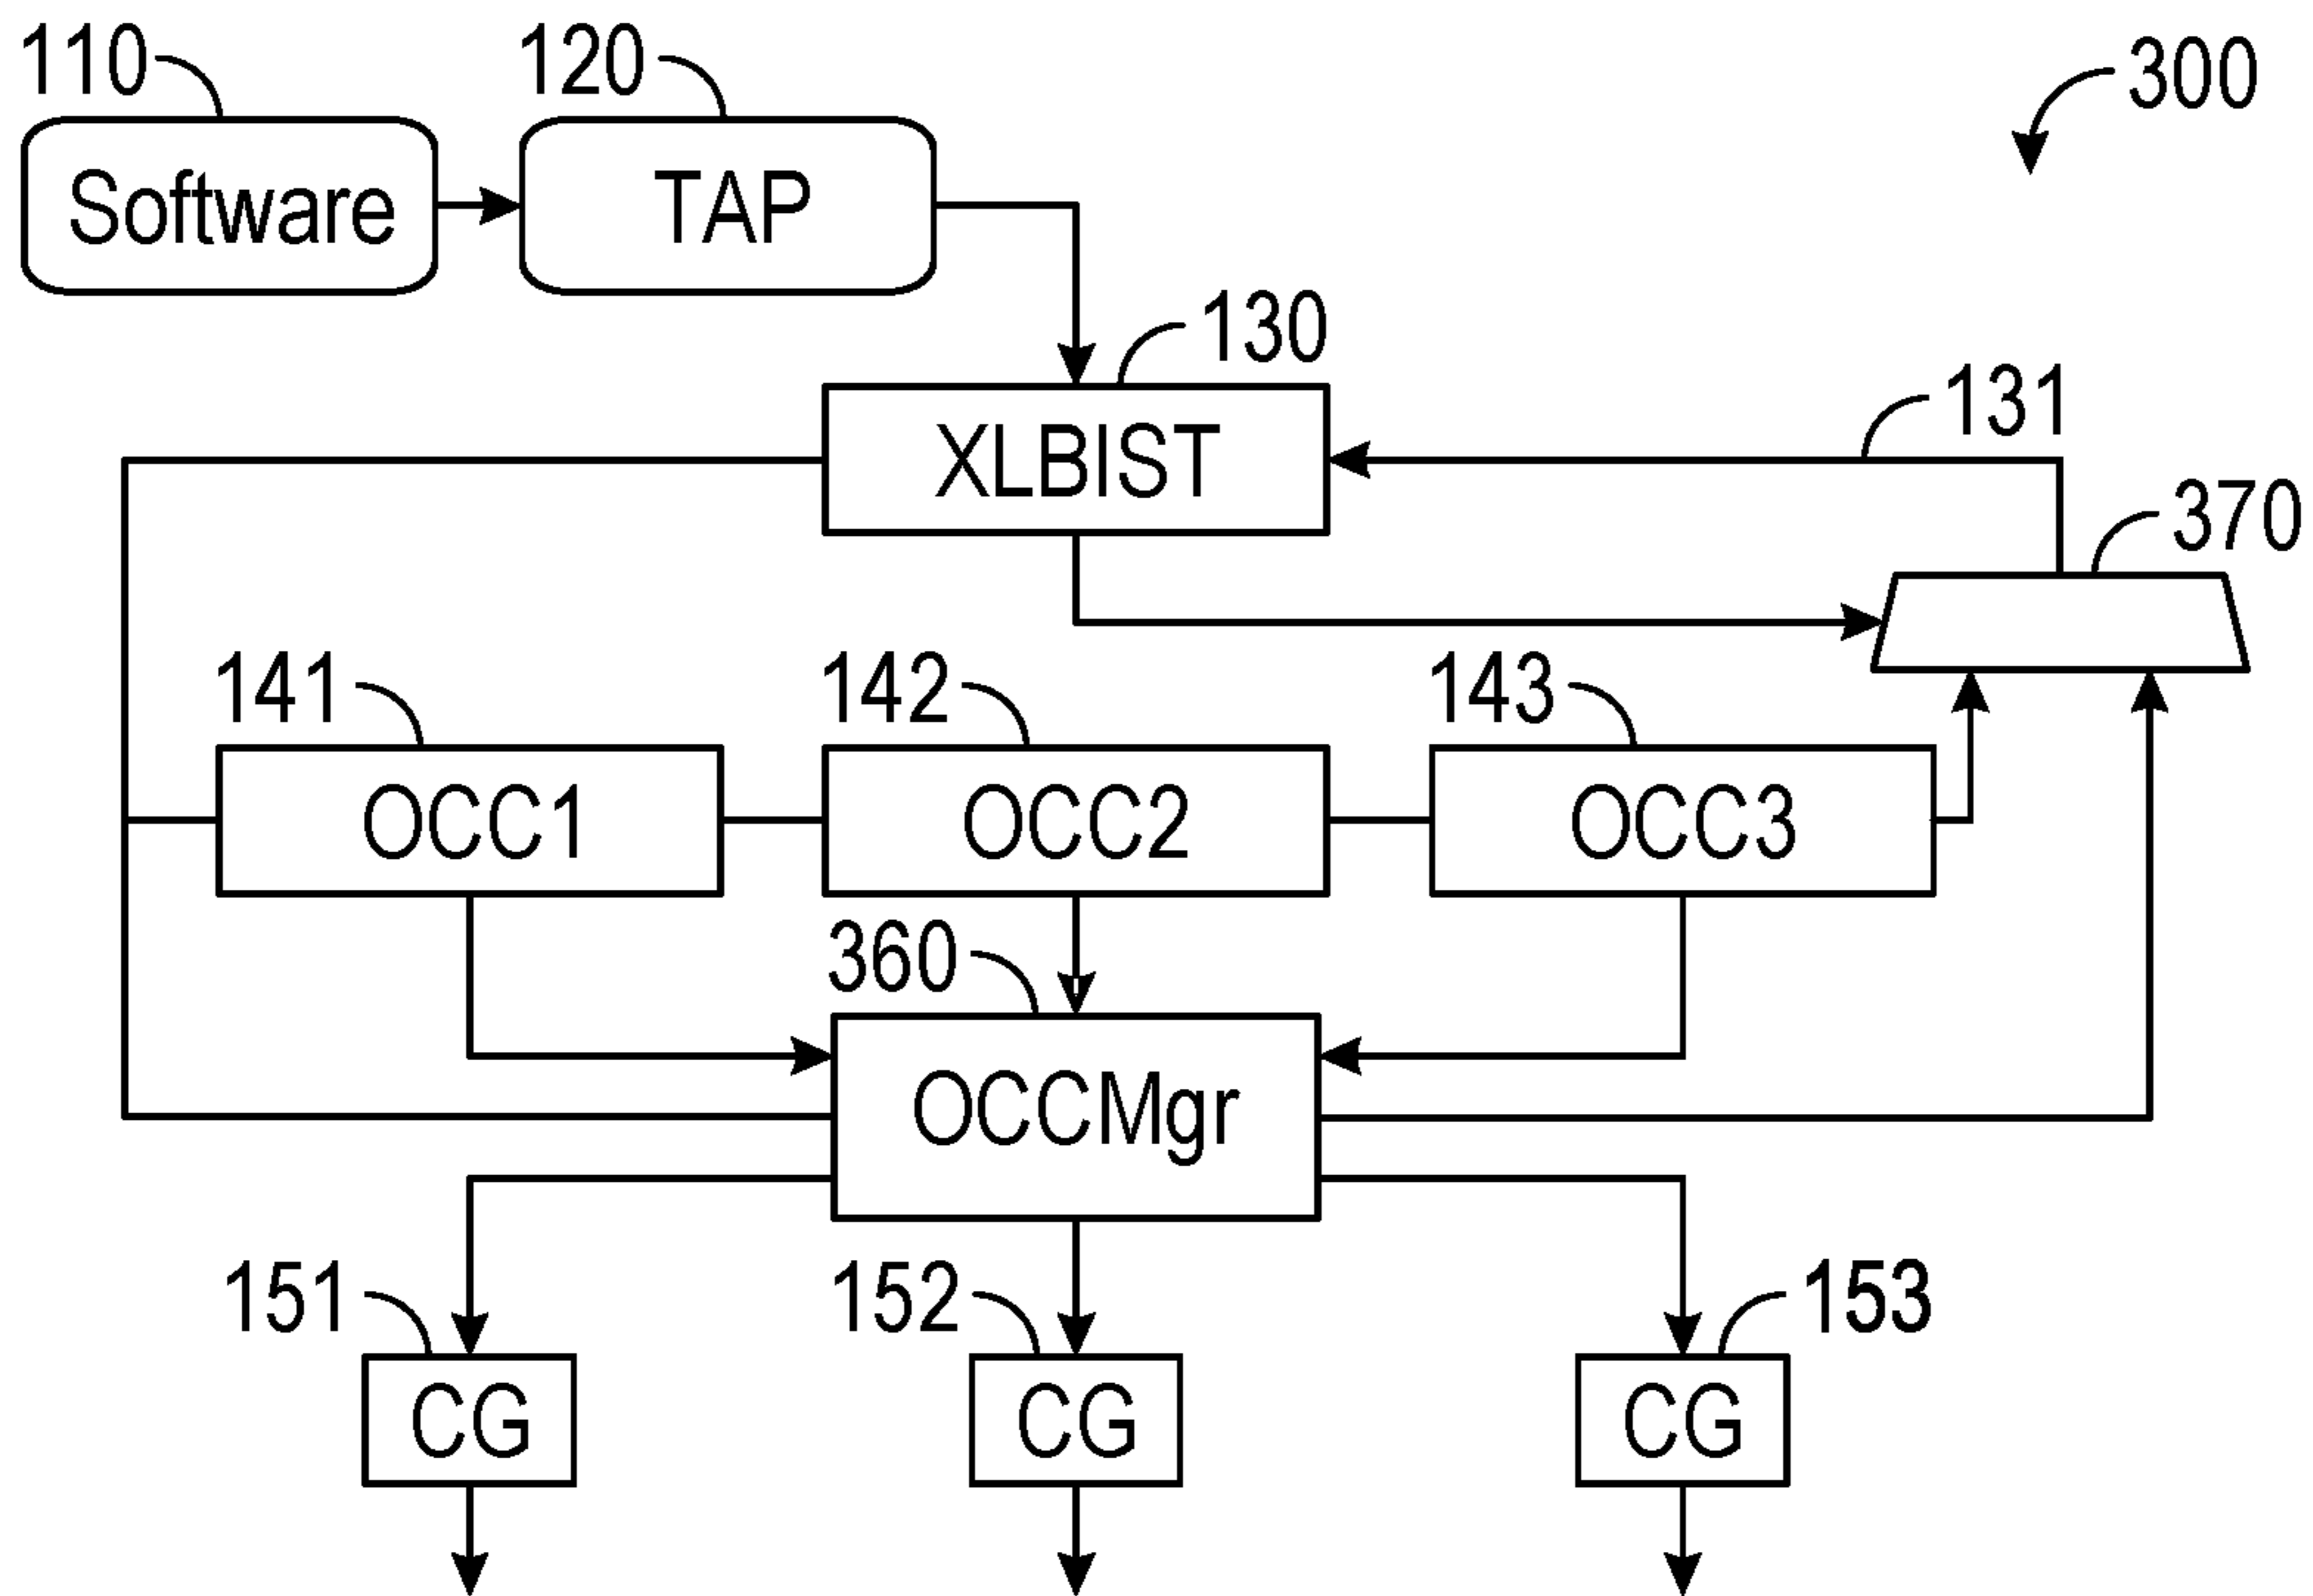 110
120
300
Software
TAP
130
131
XLBIST
370
141
142
143
OCC1
OCC2
OCC3
360
OCCMgr
151
152
153
CG
CG
CG